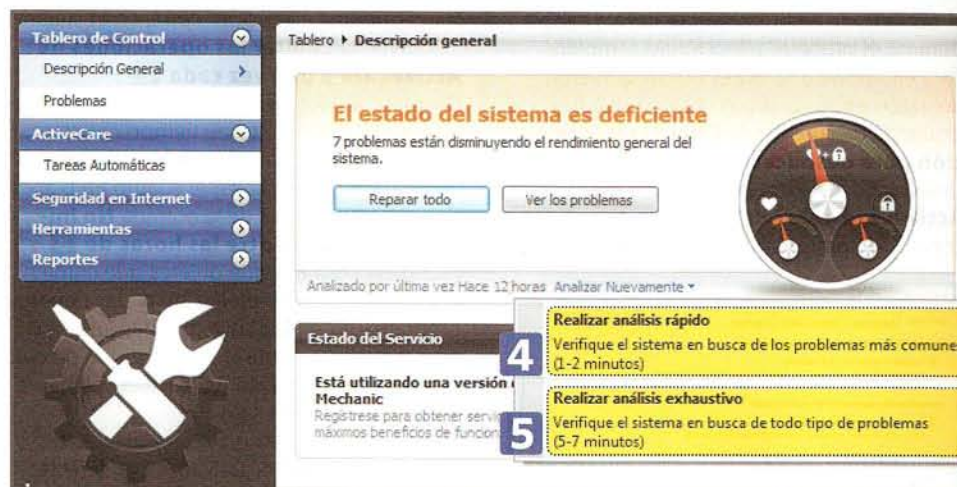 Tablero de Control
Descripción General
Problemas
ActiveCare
Tareas Automáticas
Seguridad en Internet
Herramientas
Reportes
Tablero Descripción general
El estado del sistema es deficiente
7 problemas están disminuyendo el rendimiento general del
sistema.
Reparar todo
Ver los problemas
Analizado por última vez Hace 12 horas Analizar Nuevamente
Estado del Servicio
Está utilizando una versión
Mechanic
Regístrese para obtener
máximos beneficios de
4
Realizar análisis rápido
Verifique el sistema en busca de los problemas más comune
(1-2 minutos)
5
Realizar análisis exhaustivo
Verifique el sistema en busca de todo tipo de problemas
(5-7 minutos)